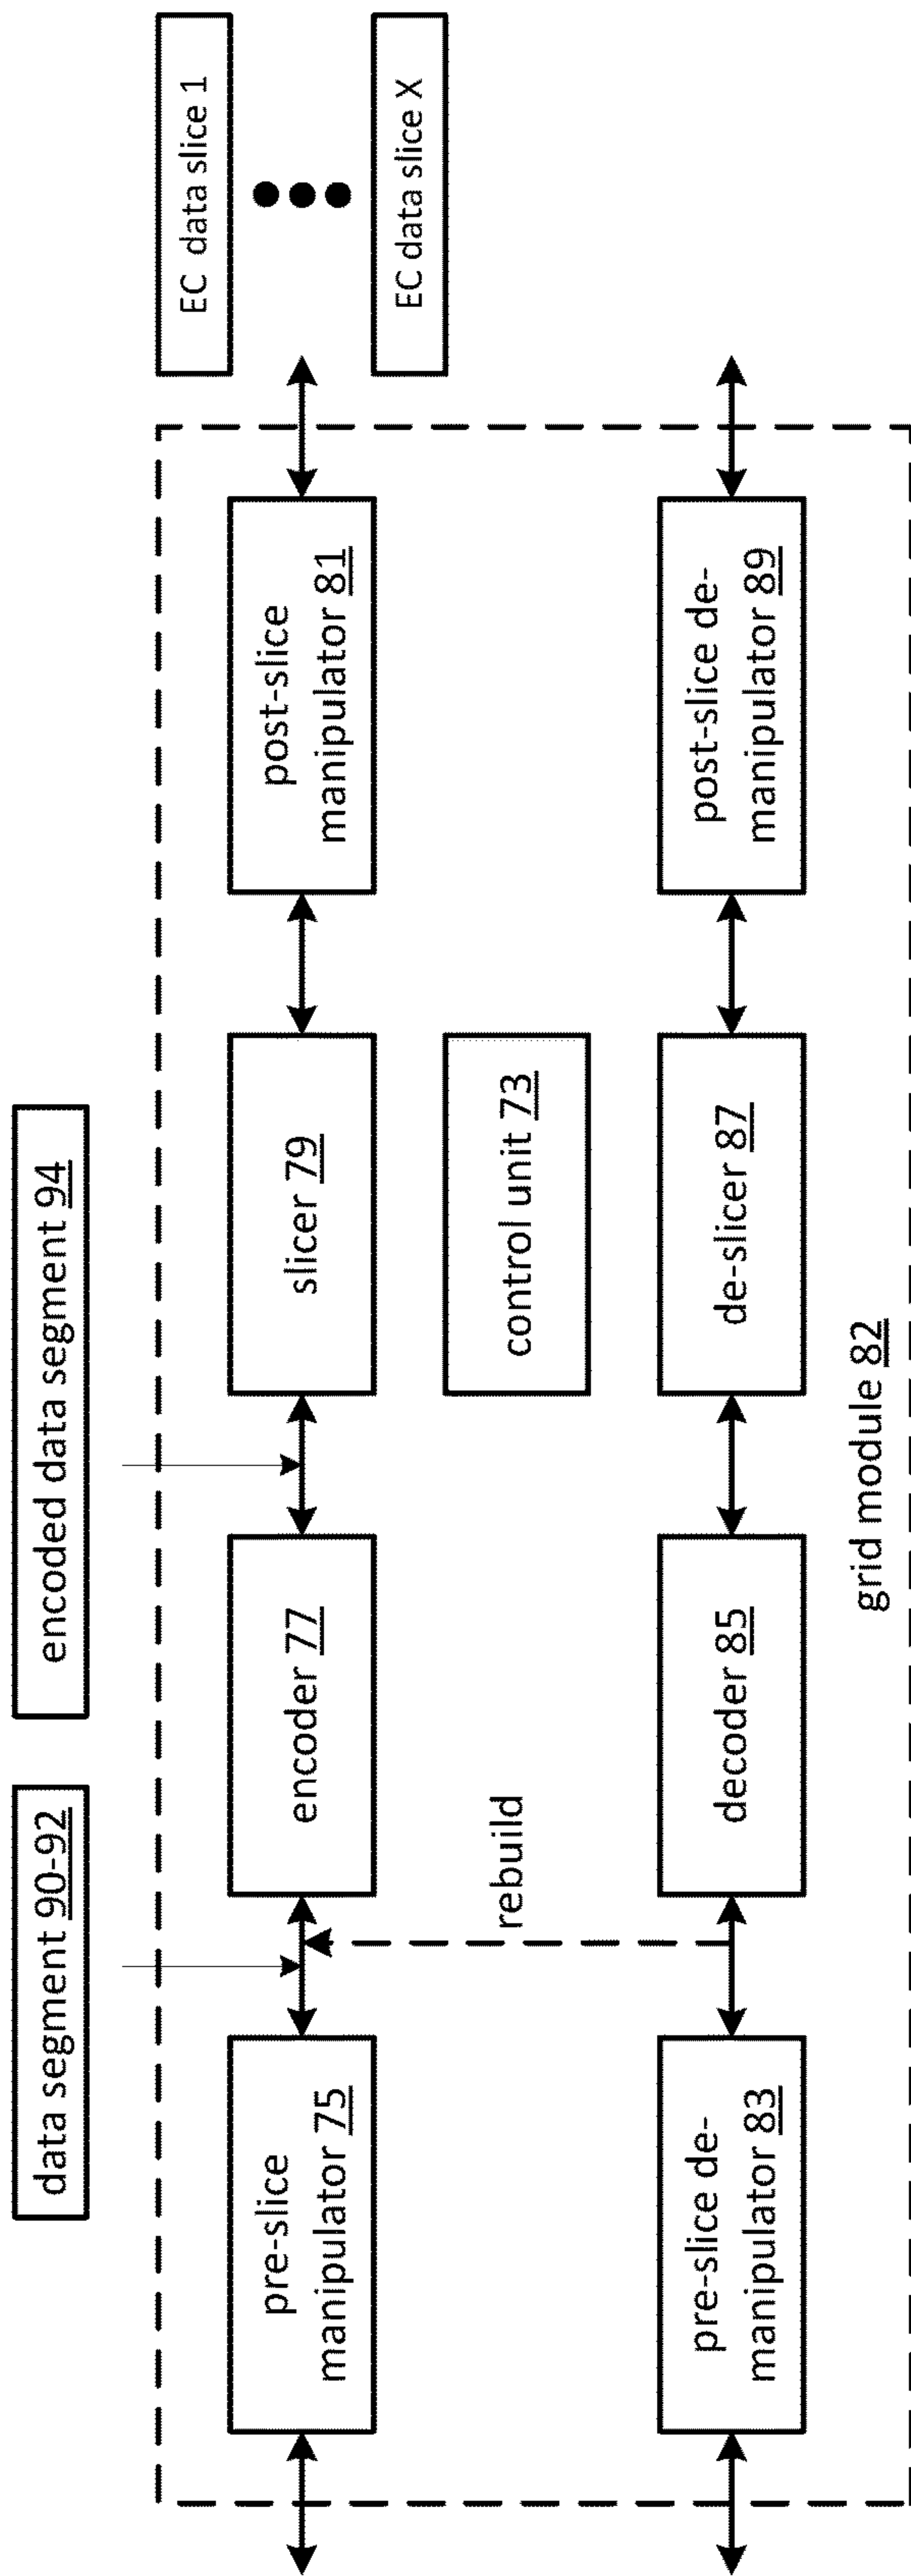 data segment 90-92
encoded data segment 94
EC data slice 1
EC data slice X
pre-slice
manipulator 75
encoder 77
slicer 79
post-slice
manipulator 81
rebuild
control unit 73
pre-slice de-
manipulator 83
decoder 85
de-slicer 87
post-slice de-
manipulator 89
grid module 82